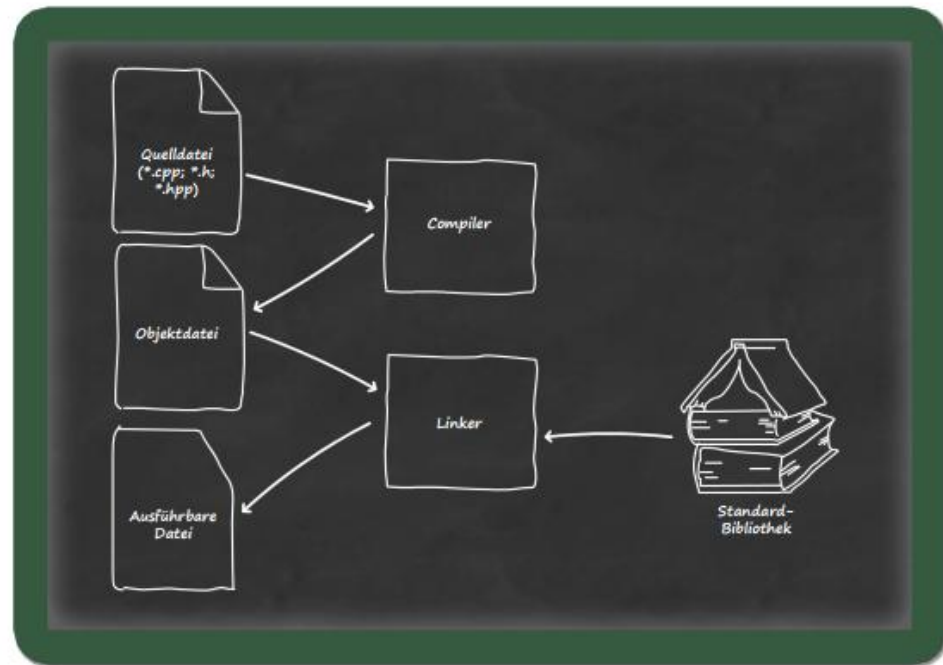 Quelldatei
(*.cpp; *.h;
*.hpp)
Compiler
Objektdatei
Linker
Ausführbare
Datei
Standard-
Bibliothek